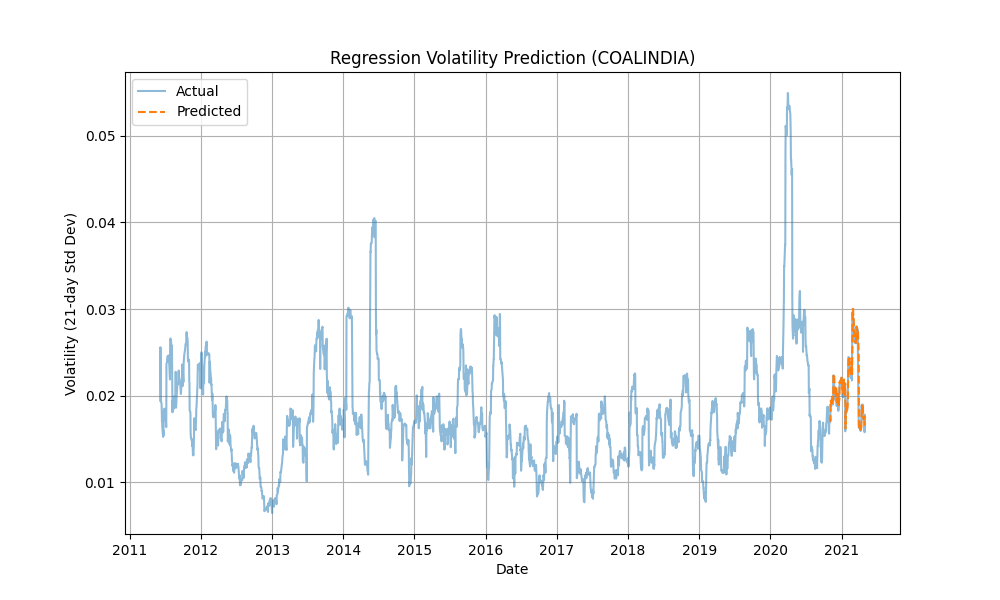 Regression Volatility Prediction (COALINDIA)
Actual
Predicted
Volatility (21-day Std Dev)
0.05
0.04
0.03
0.02
0.01
2011 2012 2013 2014 2015 2016 2017 2018 2019 2020 2021
Date